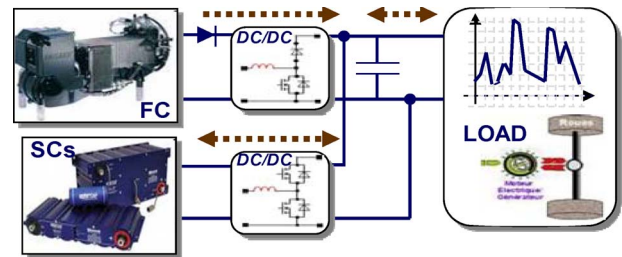 DC/DC
FC
SCs
DC/DC
LOAD
Roues
Moteur
Electrique
Générateur